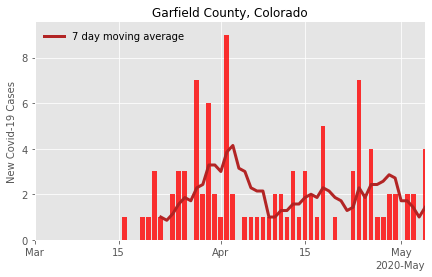 Garfield County, Colorado
7 day moving average
New Covid-19 Cases
8
6
4
2
0
Mar
15
Apr
15
May
2020-May